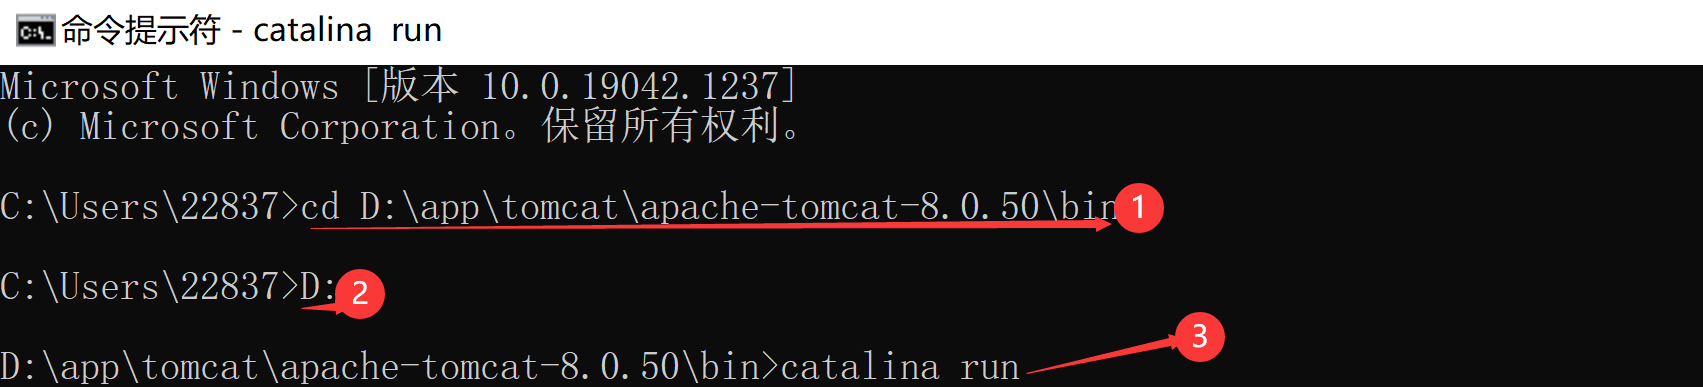 命令提示符 - catalina  run
Microsoft Windows [版本 10.0.19042.1237]
(c) Microsoft Corporation。保留所有权利。
C:\Users\22837>cd D:\app\tomcat\apache-tomcat-8.0.50\bin
1
C:\Users\22837>D:
2
3
D:\app\tomcat\apache-tomcat-8.0.50\bin>catalina run